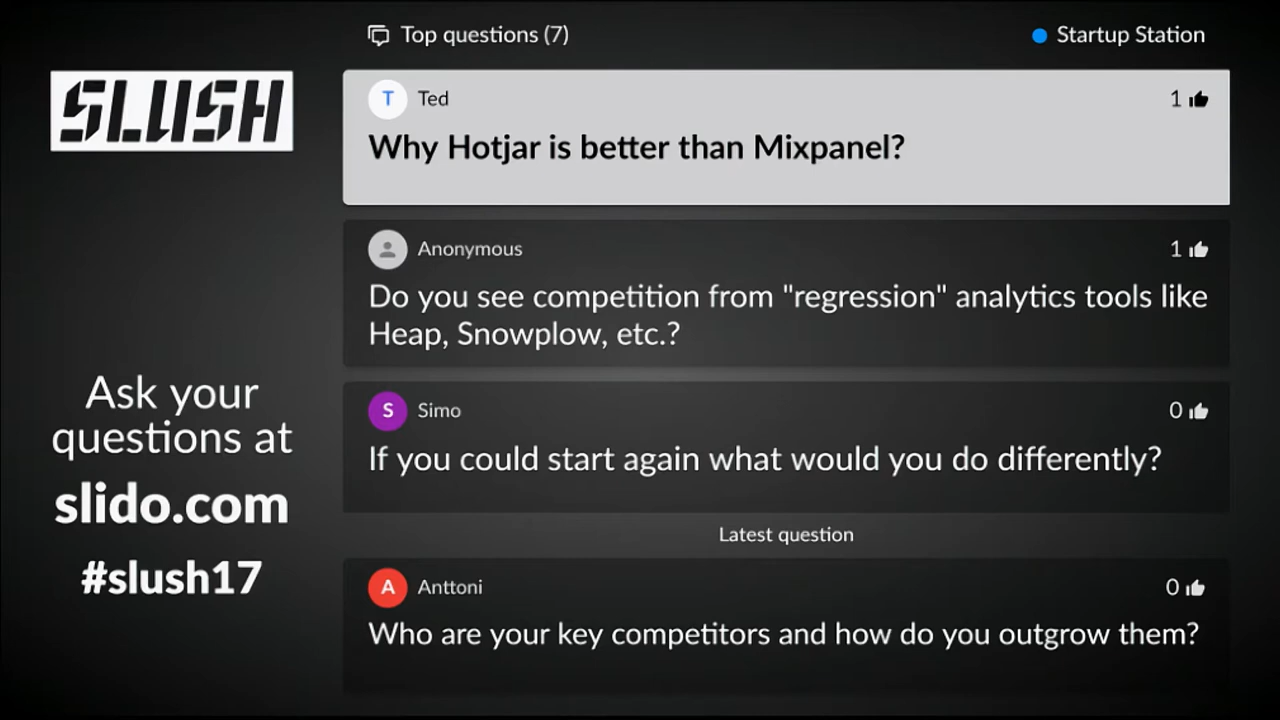 Top questions (7)
Startup Station
SLUSH
T Ted 1
Why Hotjar is better than Mixpanel?
Anonymous 1
Do you see competition from "regression" analytics tools like
Heap, Snowplow, etc.?
S Simo 0
If you could start again what would you do differently?
Latest question
A Anttoni 0
Who are your key competitors and how do you outgrow them?
Ask your
questions at
slido.com
#slush17